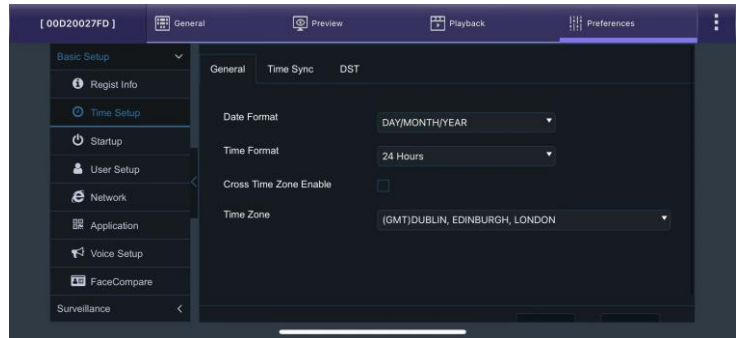 [ 00D20027FD ] General Preview Playback Preferences
Basic Setup
General Time Sync DST
Regist Info
Time Setup
Date Format DAY/MONTH/YEAR
Startup
Time Format 24 Hours
User Setup
Cross Time Zone Enable
Network
Time Zone (GMT)DUBLIN, EDINBURGH, LONDON
Application
Voice Setup
FaceCompare
Surveillance